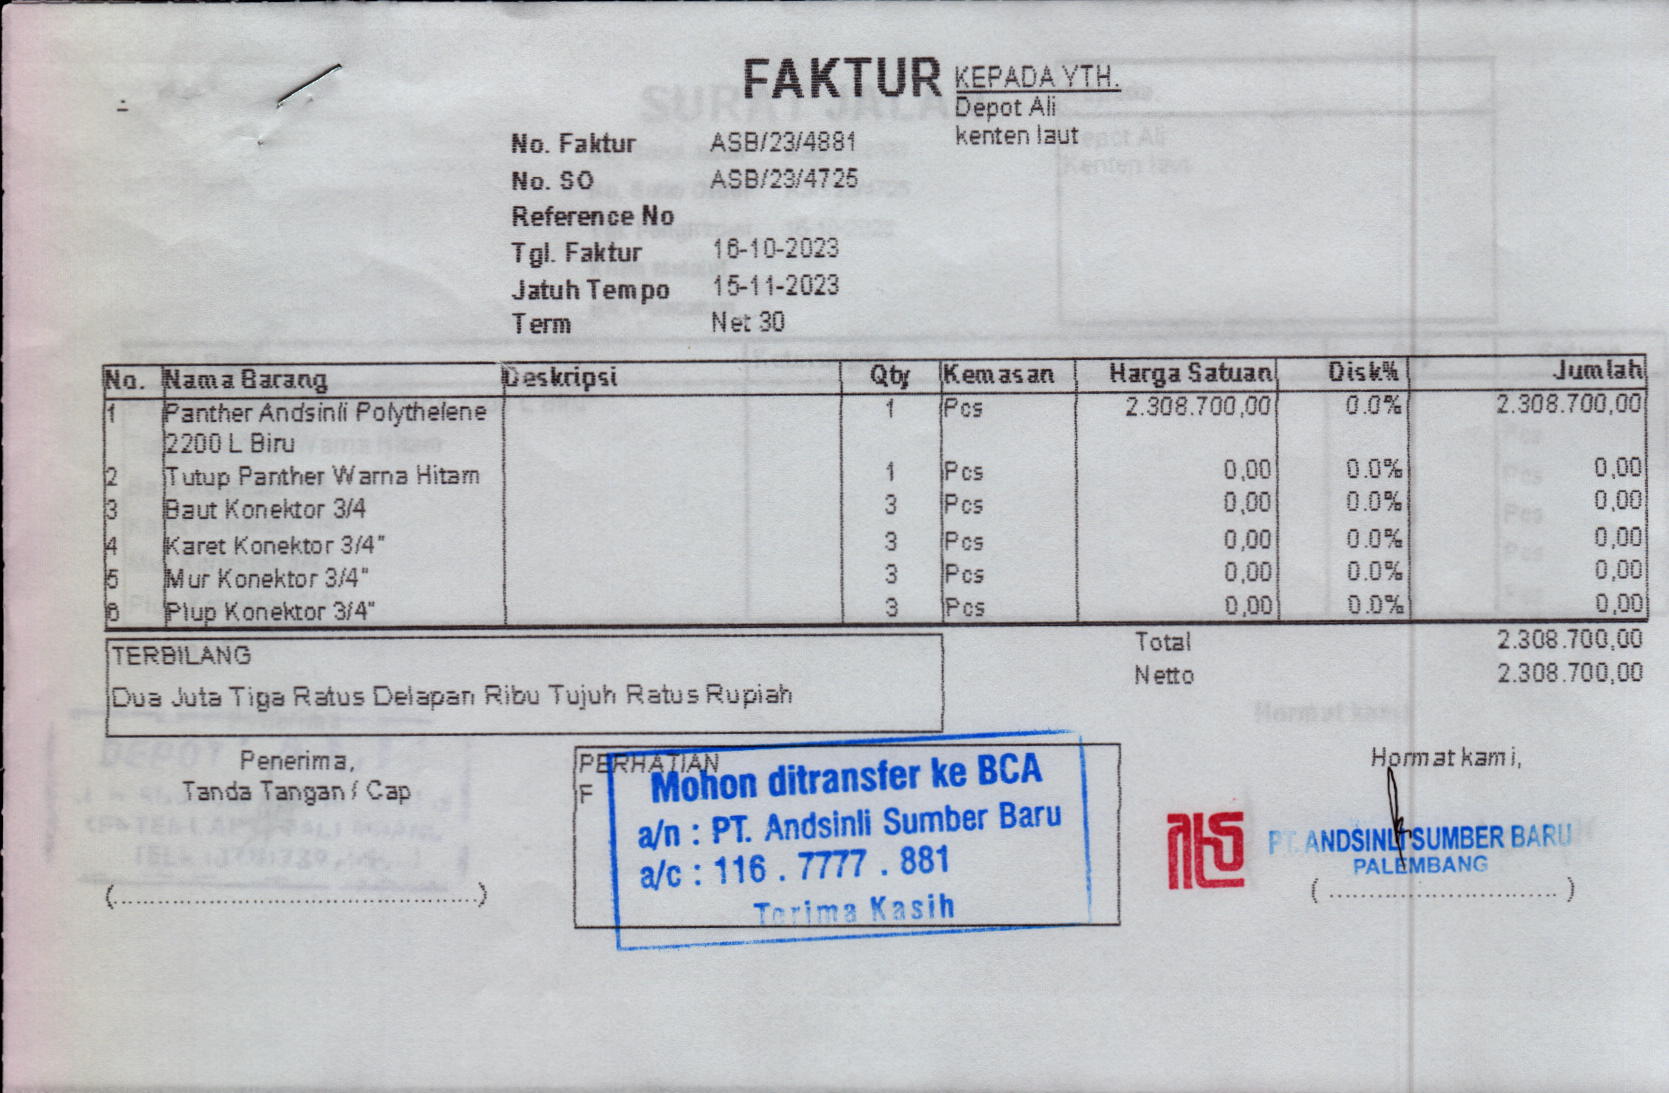 FAKTUR
KEPADA YTH.
Depot Ali
kenten laut
No. Faktur ASB/23/4881
No. SO ASB/23/4725
Reference No
Tgl. Faktur 16-10-2023
Jatuh Tempo 15-11-2023
Term Net 30
No. Nama Barang Deskripsi Qty Kemasan Harga Satuan Disk% Jumlah
1 Panther Andsinli Polythelene 1 Pcs 2.308.700,00 0.0% 2.308.700,00
2200 L Biru
2 Tutup Panther Warna Hitam 1 Pcs 0,00 0.0% 0,00
3 Baut Konektor 3/4 3 Pcs 0,00 0.0% 0,00
4 Karet Konektor 3/4" 3 Pcs 0,00 0.0% 0,00
5 Mur Konektor 3/4" 3 Pcs 0,00 0.0% 0,00
6 Plup Konektor 3/4" 3 Pcs 0,00 0.0% 0,00
Total 2.308.700,00
Netto 2.308.700,00
TERBILANG
Dua Juta Tiga Ratus Delapan Ribu Tujuh Ratus Rupiah
Penerima,
Tanda Tangan / Cap
PERHATIAN
F
Mohon ditransfer ke BCA
a/n : PT. Andsinli Sumber Baru
a/c : 116 . 7777 . 881
Terima Kasih
Hormat kami,
PT. ANDSINLI SUMBER BARU
PALEMBANG